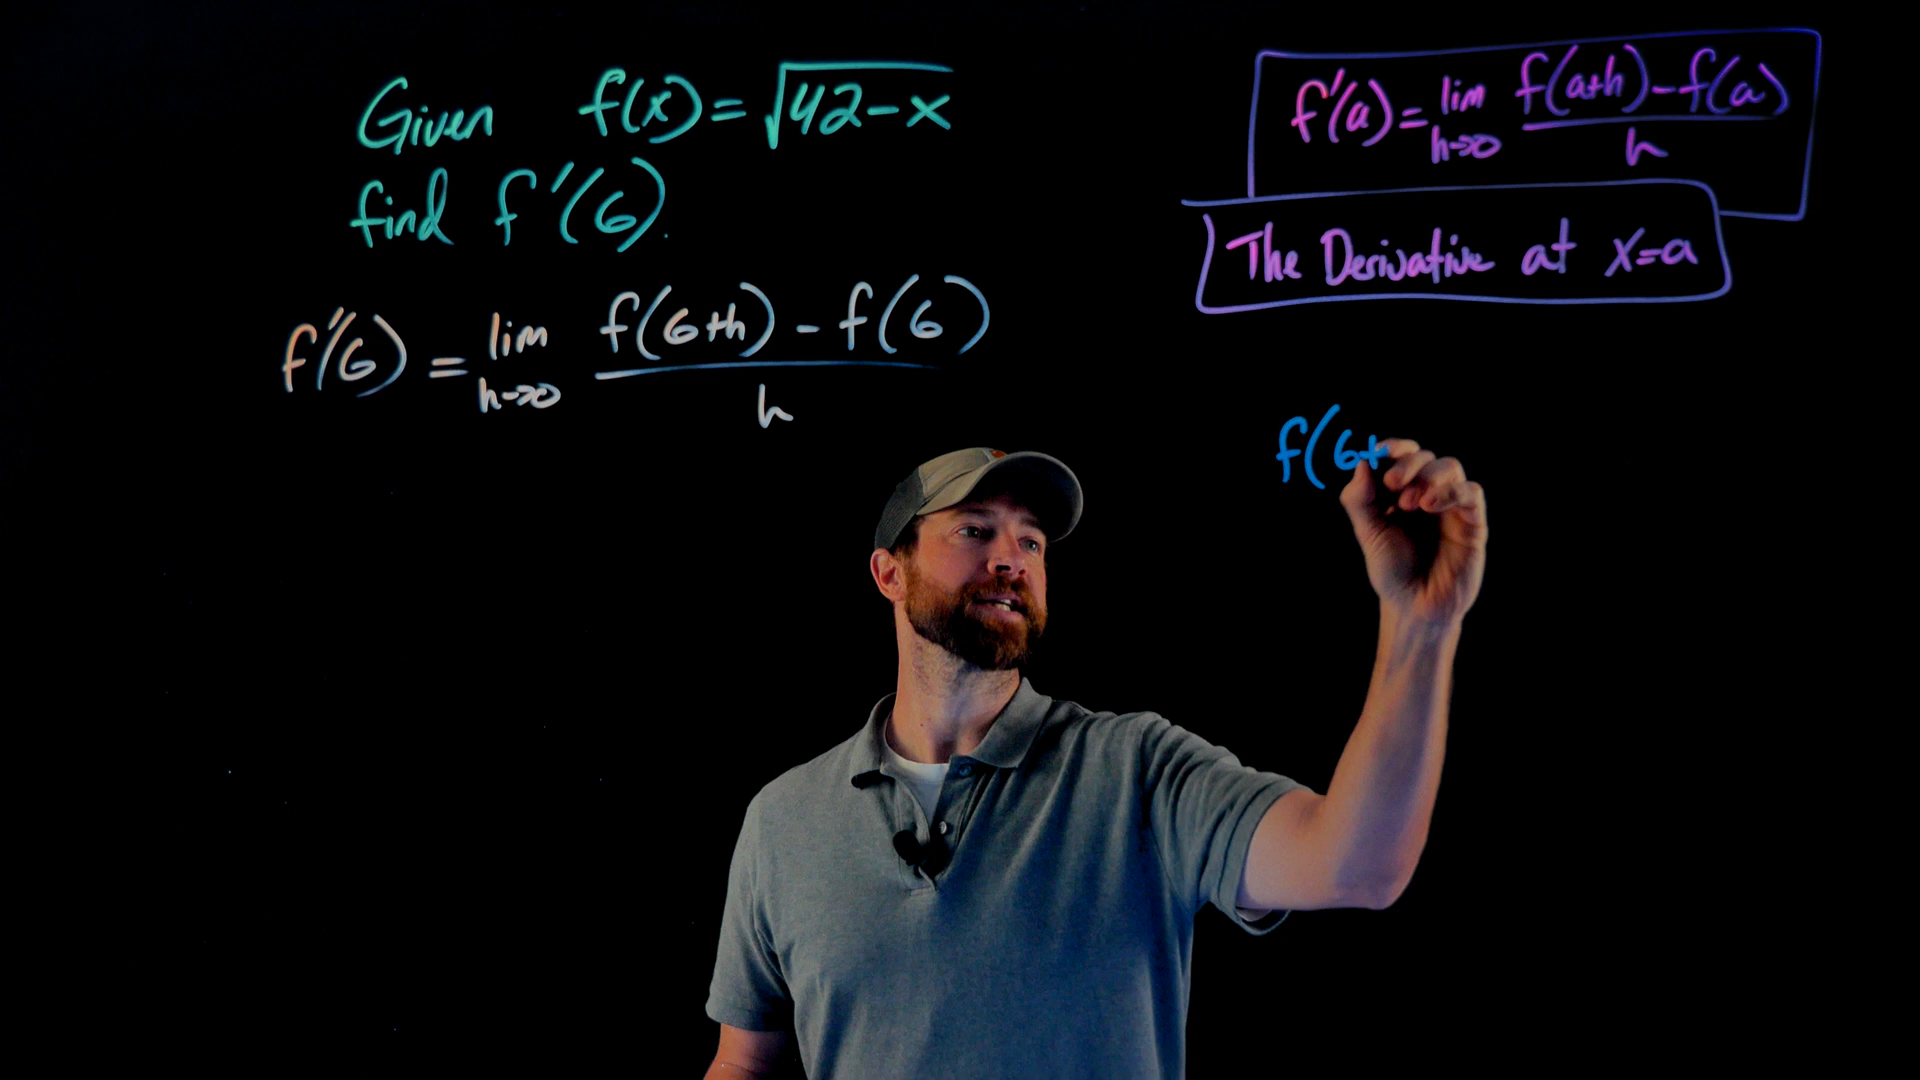 Given f(x)=√42-x
find f'(6).
f'(6) = lim h→0 f(6+h) - f(6) / h
f'(a) = lim h→0 f(a+h) - f(a) / h
The Derivative at x=a
f(6+